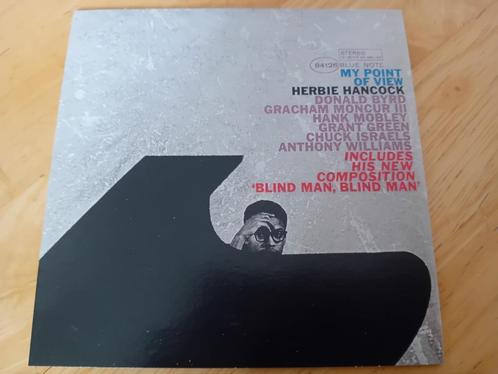 STEREO
84126 BLUE NOTE
MY POINT
OF VIEW
HERBIE HANCOCK
DONALD BYRD
GRACHAM MONCUR III
HANK MOBLEY
GRANT GREEN
CHUCK ISRAELS
ANTHONY WILLIAMS
INCLUDES
HIS NEW
COMPOSITION
'BLIND MAN, BLIND MAN'